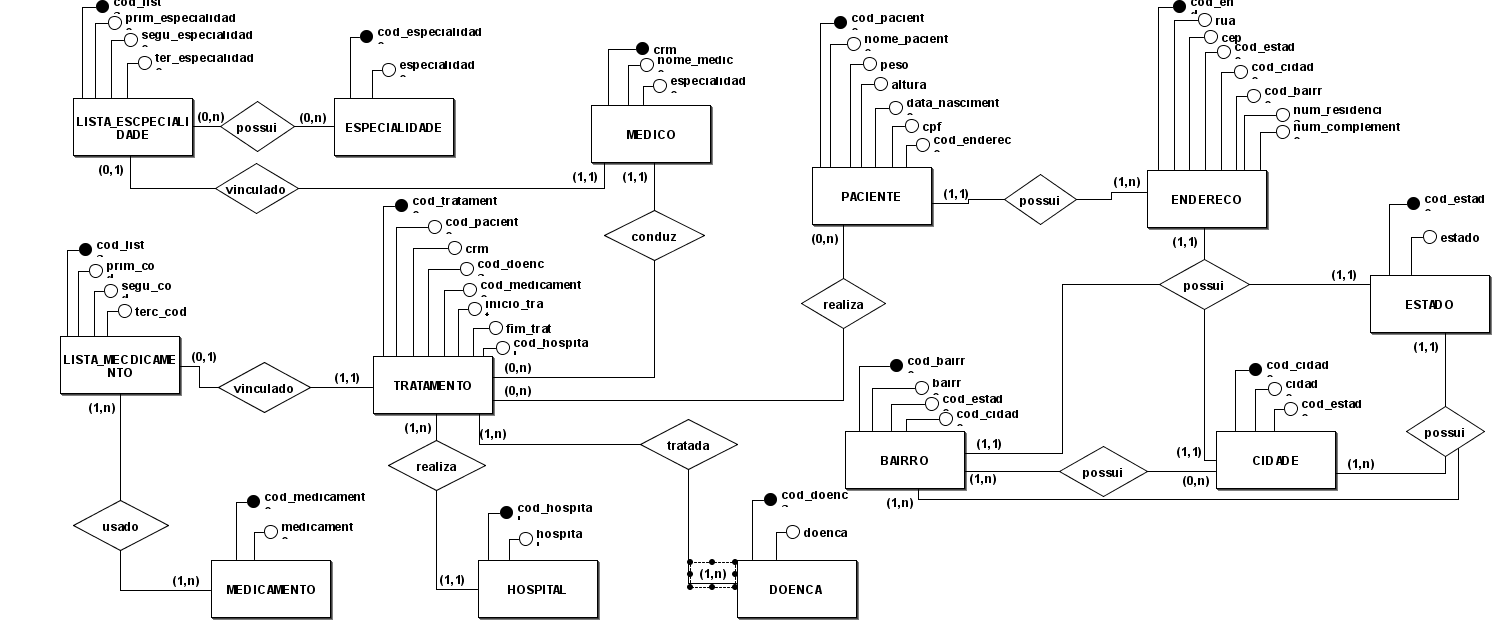 cod_list
prim_especialidad
segu_especialidad
ter_especialidad
LISTA_ESCPECIALI
DADE
(0,n)
possui
(0,n)
cod_especialidad
especialidad
ESPECIALIDADE
(0,1)
vinculado
(1,1)
crm
nome_medic
especialidad
MEDICO
(1,1)
conduz
cod_pacient
nome_pacient
peso
altura
data_nasciment
cpf
cod_enderec
PACIENTE
(1,1)
possui
(1,n)
cod_en
rua
cep
cod_estad
cod_cidad
cod_bairr
num_residenci
num_complement
ENDERECO
(1,1)
possui
(1,1)
cod_estad
estado
ESTADO
(1,1)
possui
(0,n)
realiza
cod_tratament
cod_pacient
crm
cod_doenc
cod_medicament
inicio_tra
fim_trat
cod_hospita
TRATAMENTO
(0,n)
(0,n)
cod_list
prim_co
segu_co
terc_cod
LISTA_MECDICAME
NTO
(0,1)
vinculado
(1,1)
(1,n)
usado
(1,n)
cod_medicament
medicament
MEDICAMENTO
(1,n)
realiza
(1,1)
cod_hospita
hospita
HOSPITAL
(1,n)
tratada
(1,n)
cod_doenc
doenca
DOENCA
cod_bairr
bairr
cod_estad
cod_cidad
BAIRRO
(1,1)
(1,n)
(1,n)
possui
(1,1)
(0,n)
cod_cidad
cidad
cod_estad
CIDADE
(1,n)